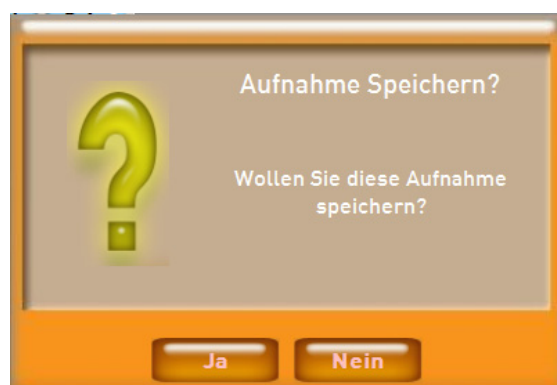 Aufnahme Speichern?
Wollen Sie diese Aufnahme
speichern?
Ja
Nein